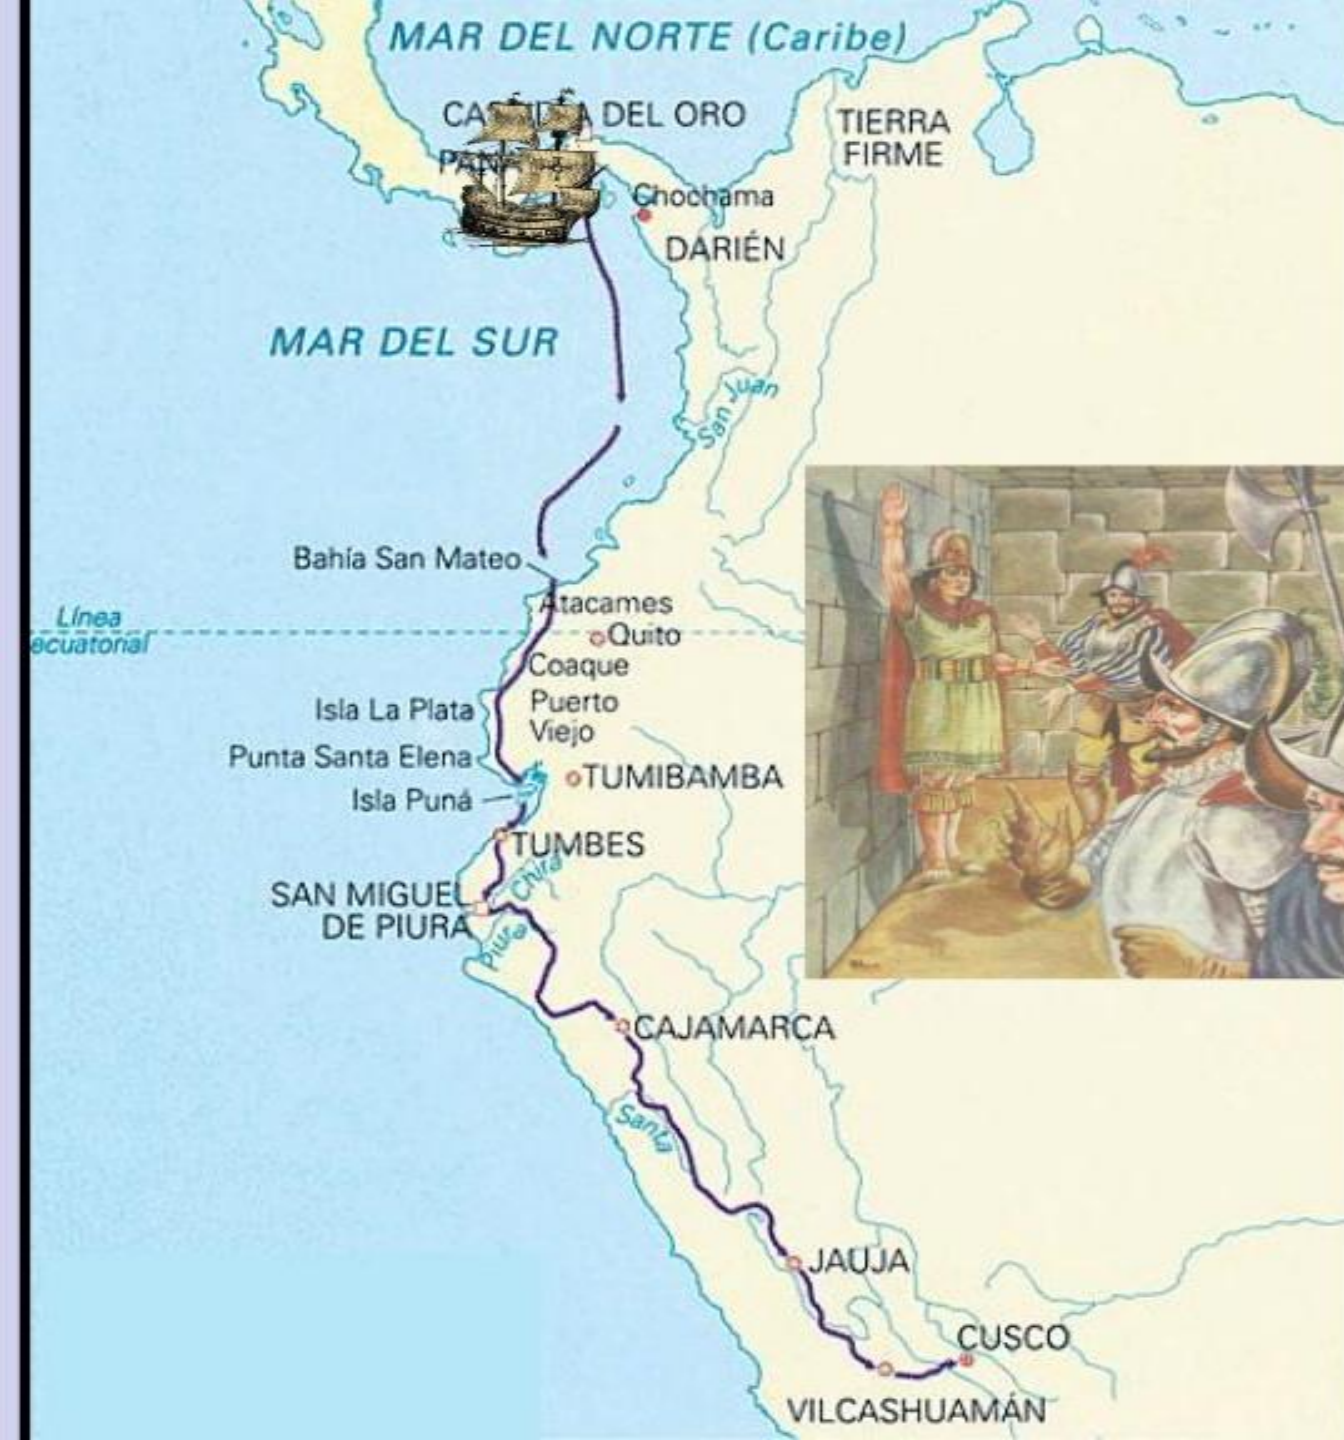 MAR DEL NORTE (Caribe)
DEL ORO
TIERRA
FIRME
Chochama
DARIÉN
MAR DEL SUR
San Juan
Bahía San Mateo
Atacames
Línea
ecuatorial
Quito
Coaque
Isla La Plata
Puerto
Viejo
Punta Santa Elena
TUMIBAMBA
Isla Puná
TUMBES
Chira
SAN MIGUEL
DE PIURA
Piura
CAJAMARCA
Santa
JAUJA
CUSCO
VILCASHUAMÁN